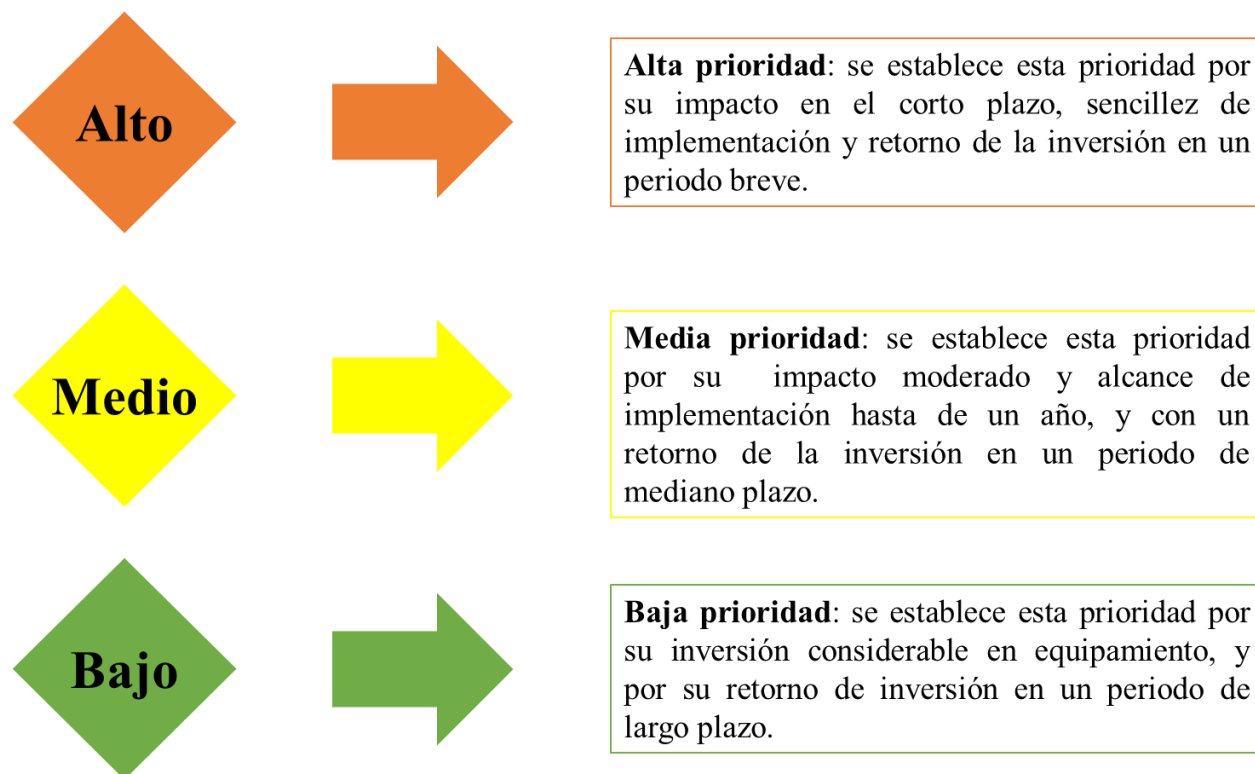 Alto
Alta prioridad: se establece esta prioridad por
su impacto en el corto plazo, sencillez de
implementación y retorno de la inversión en un
periodo breve.
Medio
Media prioridad: se establece esta prioridad
por su impacto moderado y alcance de
implementación hasta de un año, y con un
retorno de la inversión en un periodo de
mediano plazo.
Bajo
Baja prioridad: se establece esta prioridad por
su inversión considerable en equipamiento, y
por su retorno de inversión en un periodo de
largo plazo.